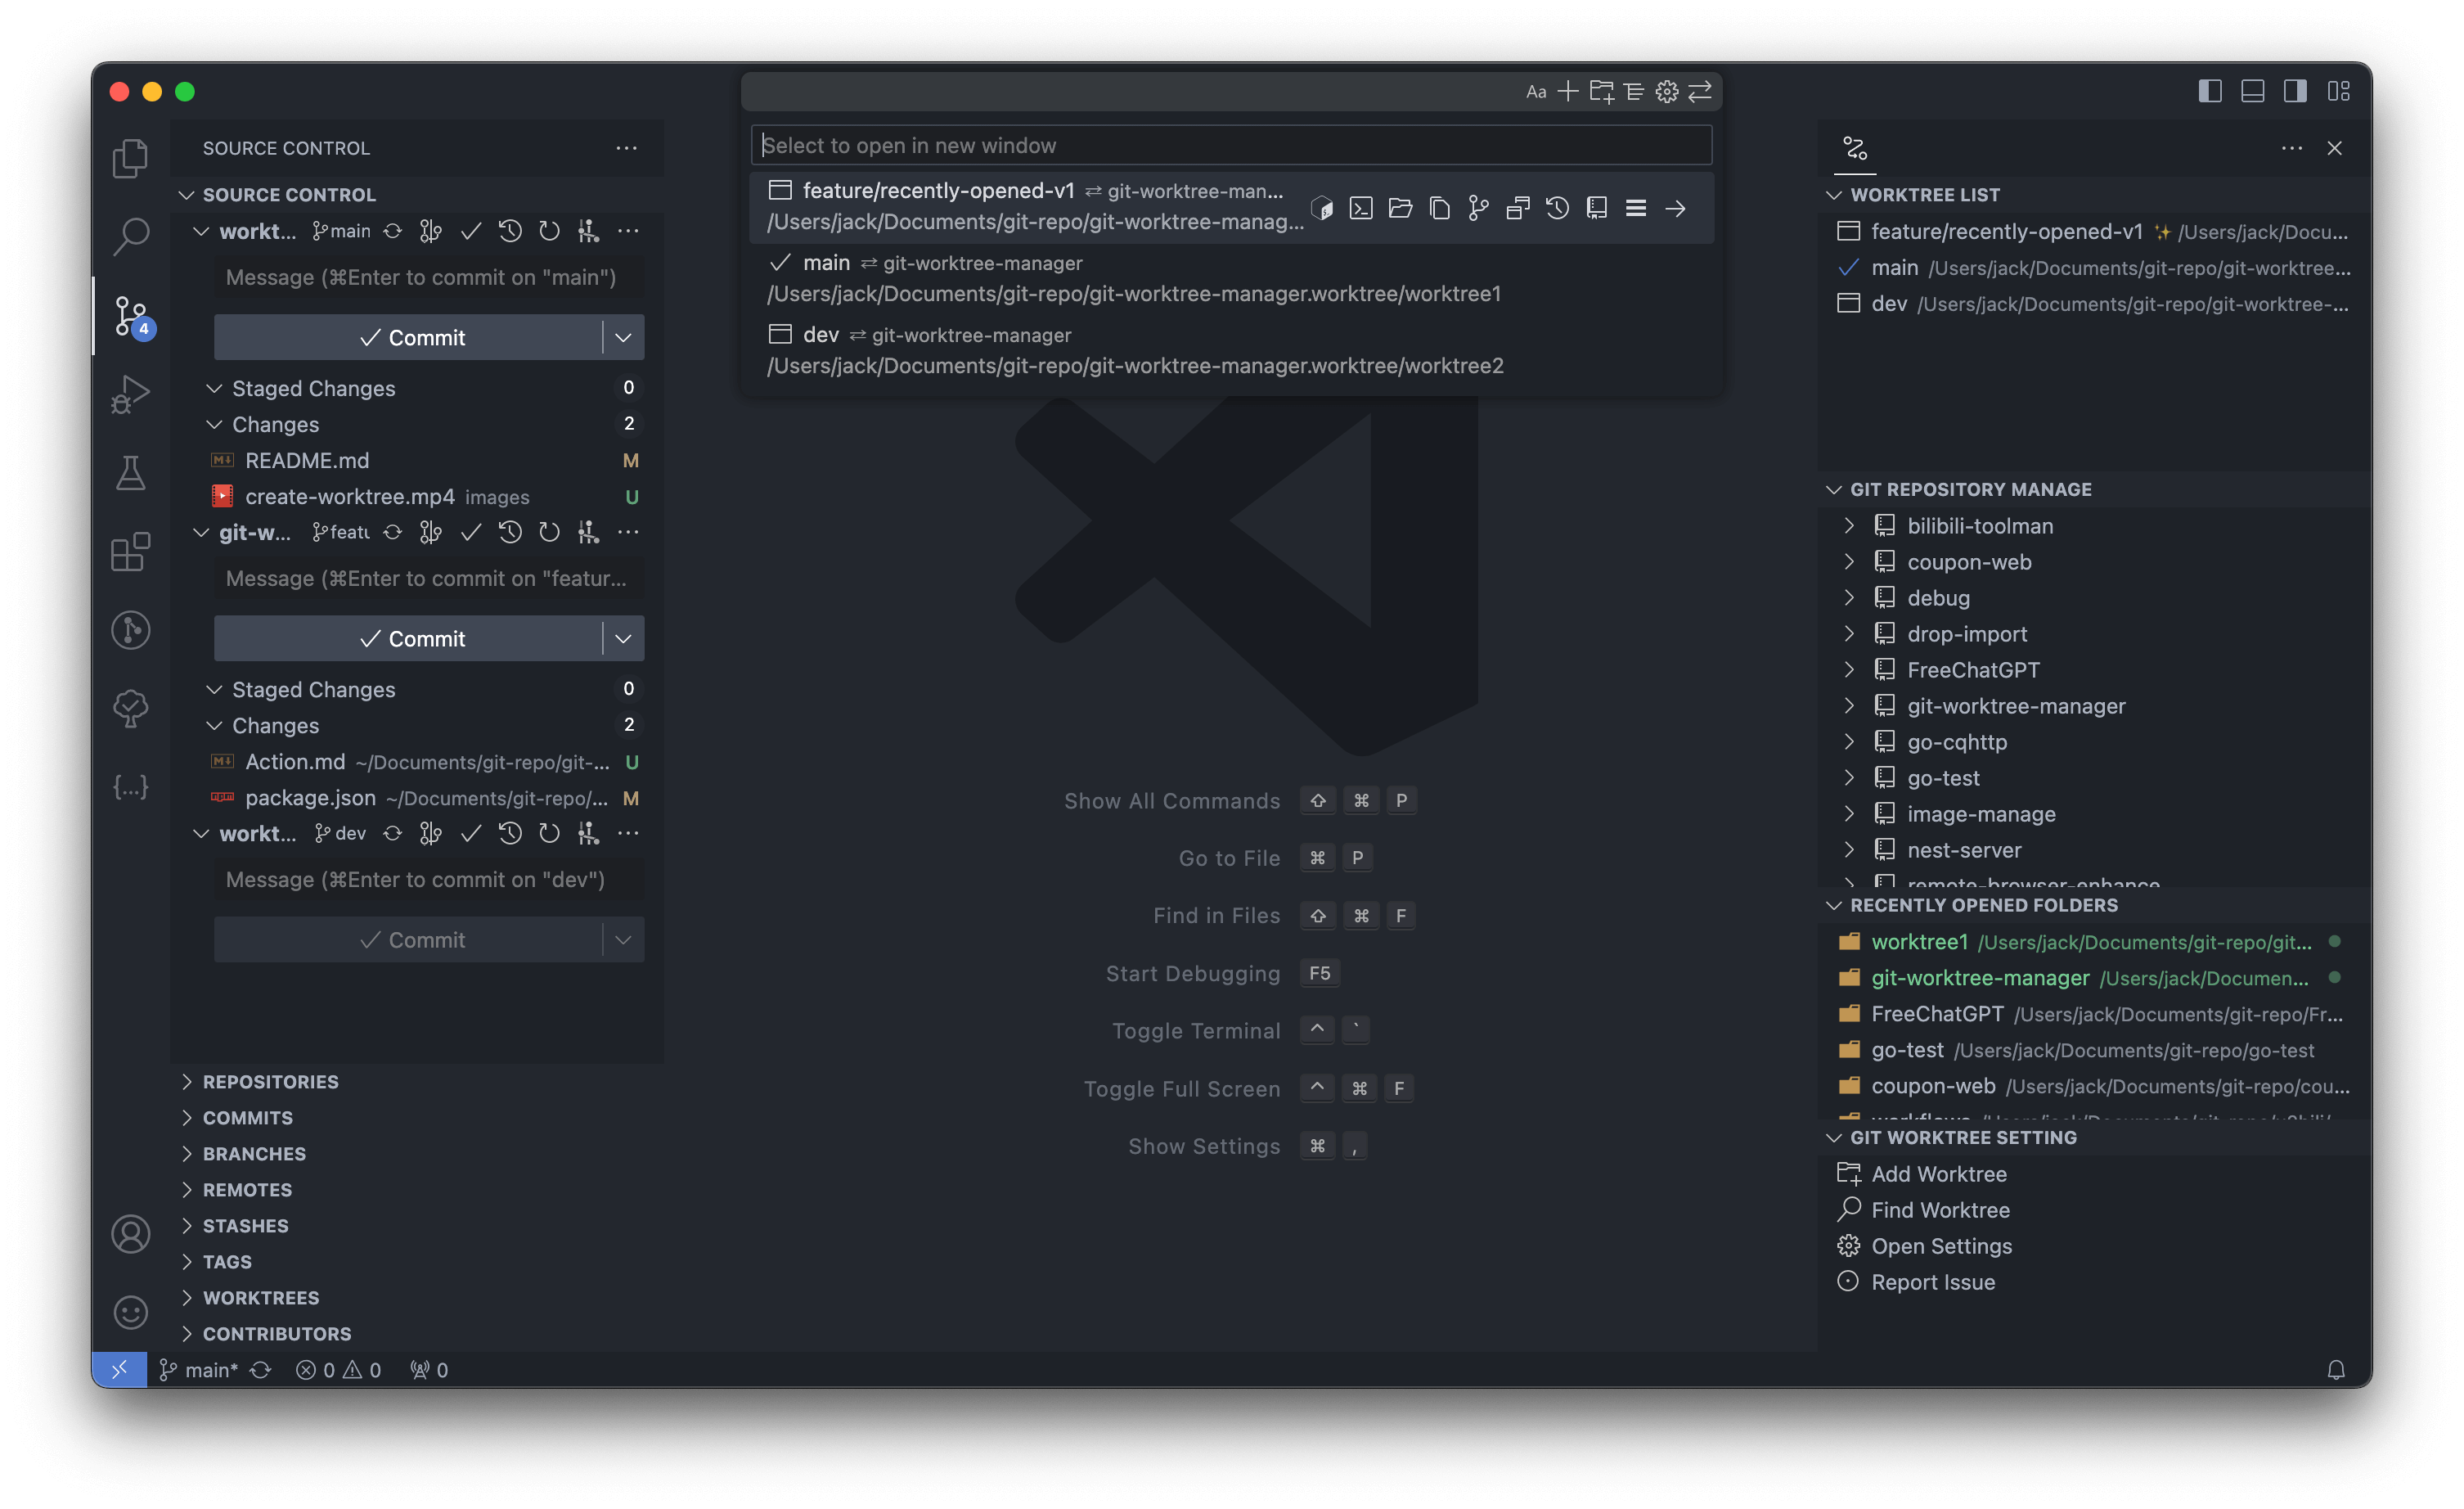 Aa
SOURCE CONTROL
SOURCE CONTROL
workt... main
Message (⌘Enter to commit on "main")
Commit
Staged Changes 0
Changes 2
README.md M
create-worktree.mp4 images U
git-w... featu
Message (⌘Enter to commit on "featur...
Commit
Staged Changes 0
Changes 2
Action.md ~/Documents/git-repo/git-... U
package.json ~/Documents/git-repo/... M
workt... dev
Message (⌘Enter to commit on "dev")
Commit
REPOSITORIES
COMMITS
BRANCHES
REMOTES
STASHES
TAGS
WORKTREES
CONTRIBUTORS
4
Select to open in new window
feature/recently-opened-v1 ⇄ git-worktree-man...
/Users/jack/Documents/git-repo/git-worktree-manag...
main ⇄ git-worktree-manager
/Users/jack/Documents/git-repo/git-worktree-manager.worktree/worktree1
dev ⇄ git-worktree-manager
/Users/jack/Documents/git-repo/git-worktree-manager.worktree/worktree2
Show All Commands ⇧ ⌘ P
Go to File ⌘ P
Find in Files ⇧ ⌘ F
Start Debugging F5
Toggle Terminal ^ `
Toggle Full Screen ^ ⌘ F
Show Settings ⌘ ,
WORKTREE LIST
feature/recently-opened-v1 ✨ /Users/jack/Docu...
main /Users/jack/Documents/git-repo/git-worktree...
dev /Users/jack/Documents/git-repo/git-worktree-...
GIT REPOSITORY MANAGE
bilibili-toolman
coupon-web
debug
drop-import
FreeChatGPT
git-worktree-manager
go-cqhttp
go-test
image-manage
nest-server
remote-browser-enhance
RECENTLY OPENED FOLDERS
worktree1 /Users/jack/Documents/git-repo/git...
git-worktree-manager /Users/jack/Documen...
FreeChatGPT /Users/jack/Documents/git-repo/Fr...
go-test /Users/jack/Documents/git-repo/go-test
coupon-web /Users/jack/Documents/git-repo/cou...
GIT WORKTREE SETTING
Add Worktree
Find Worktree
Open Settings
Report Issue
main* 0 0 0